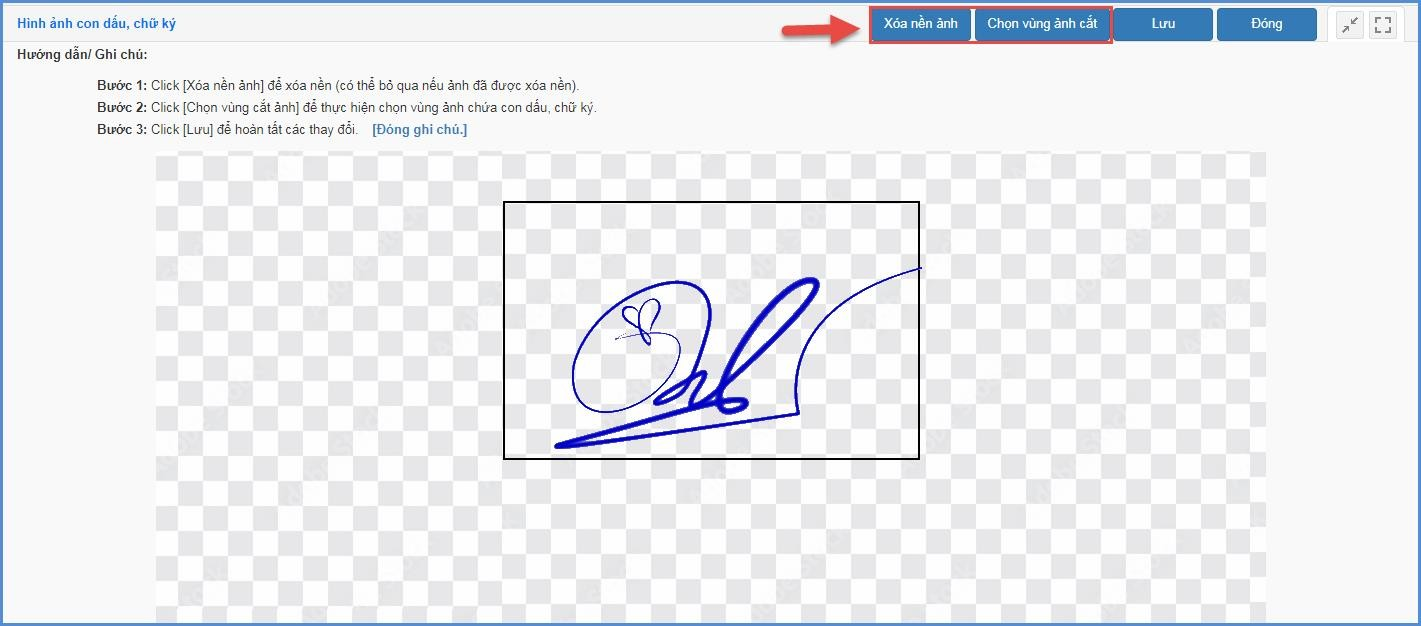 Hình ảnh con dấu, chữ ký
Xóa nền ảnh
Chọn vùng ảnh cắt
Lưu
Đóng
Hướng dẫn/ Ghi chú:
Bước 1: Click [Xóa nền ảnh] để xóa nền (có thể bỏ qua nếu ảnh đã được xóa nền).
Bước 2: Click [Chọn vùng cắt ảnh] để thực hiện chọn vùng ảnh chứa con dấu, chữ ký.
Bước 3: Click [Lưu] để hoàn tất các thay đổi. [Đóng ghi chú.]